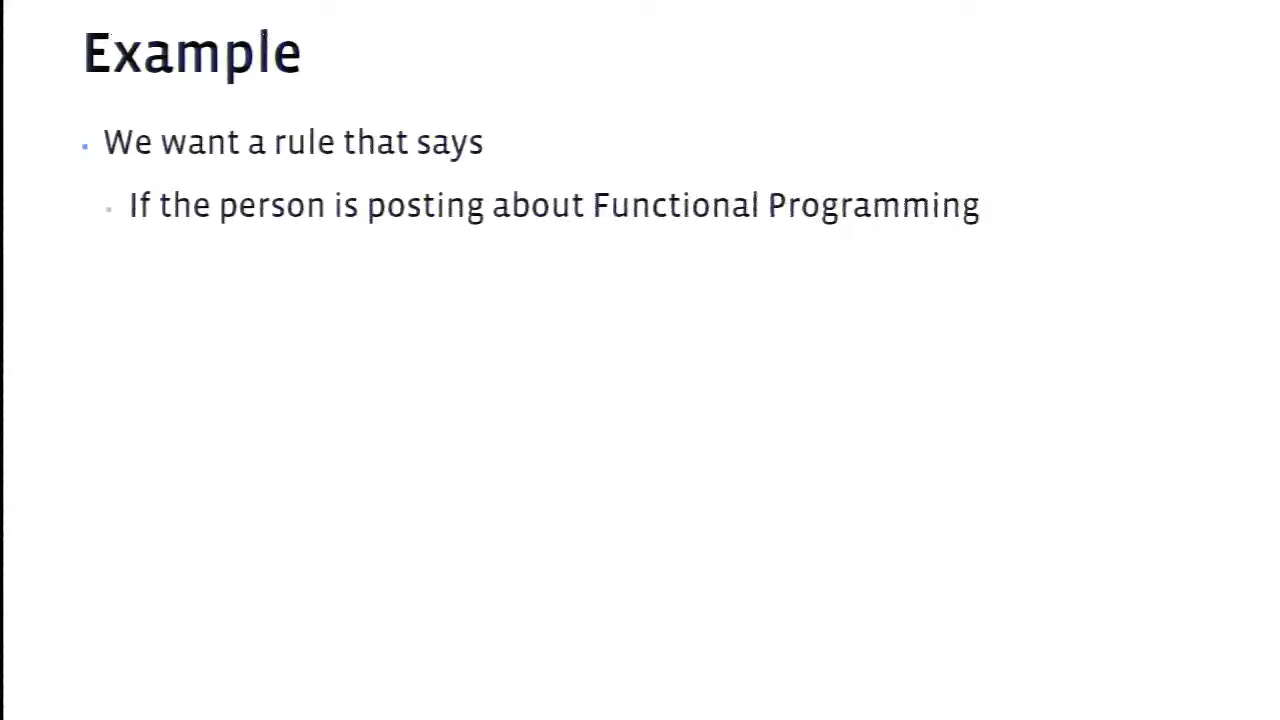 Example
We want a rule that says
If the person is posting about Functional Programming